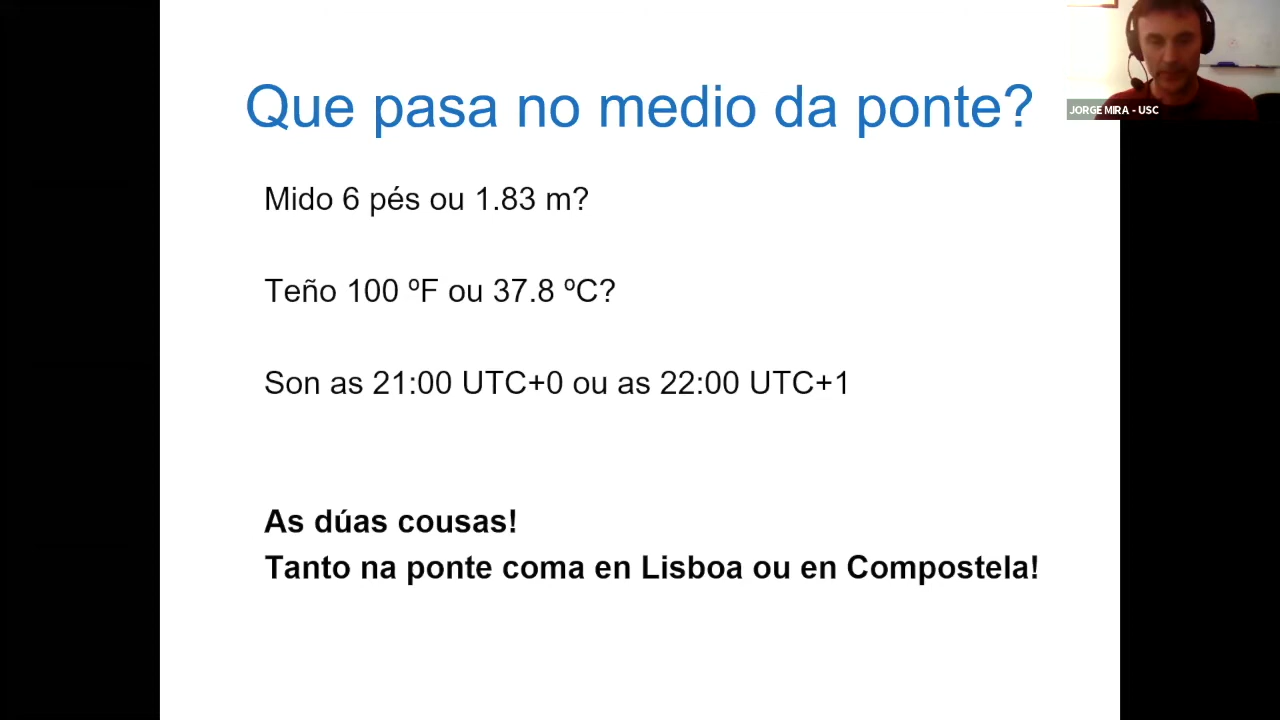 Que pasa no medio da ponte?
JORGE MIRA - USC
Mido 6 pés ou 1.83 m?
Teño 100 ºF ou 37.8 ºC?
Son as 21:00 UTC+0 ou as 22:00 UTC+1
As dúas cousas!
Tanto na ponte coma en Lisboa ou en Compostela!